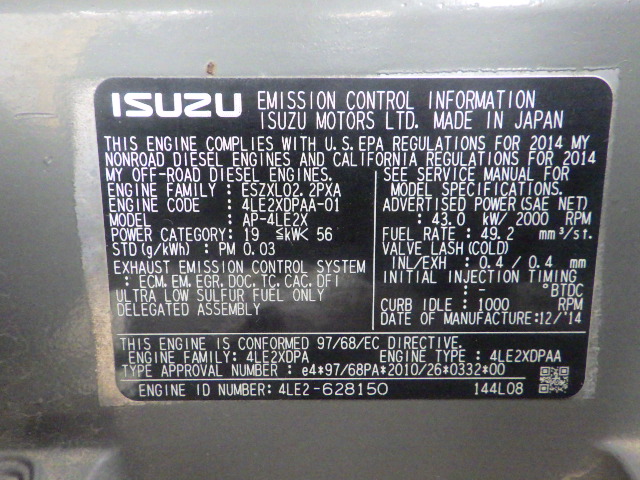 ISUZU EMISSION CONTROL INFORMATION
ISUZU MOTORS LTD. MADE IN JAPAN
THIS ENGINE COMPLIES WITH U.S.EPA REGULATIONS FOR 2014 MY
NONROAD DIESEL ENGINES AND CALIFORNIA REGULATIONS FOR 2014
MY OFF-ROAD DIESEL ENGINES.
ENGINE FAMILY : ESZXL02.2PXA
ENGINE CODE : 4LE2XDPAA-01
MODEL : AP-4LE2X
POWER CATEGORY : 19 ≦kW< 56
STD (g/kWh) : PM 0.03
EXHAUST EMISSION CONTROL SYSTEM
: ECM, EM, EGR, DOC, TC, CAC, DFI
ULTRA LOW SULFUR FUEL ONLY
DELEGATED ASSEMBLY
SEE SERVICE MANUAL FOR
MODEL SPECIFICATIONS.
ADVERTISED POWER (SAE NET)
: 43.0 kW/ 2000 RPM
FUEL RATE : 49.2 mm³/st.
VALVE LASH (COLD)
INL/EXH : 0.4 / 0.4 mm
INITIAL INJECTION TIMING
: - °BTDC
CURB IDLE : 1000 RPM
DATE OF MANUFACTURE: 12/'14
THIS ENGINE IS CONFORMED 97/68/EC DIRECTIVE.
ENGINE FAMILY: 4LE2XDPA ENGINE TYPE : 4LE2XDPAA
TYPE APPROVAL NUMBER : e4*97/68PA*2010/26*0332*00
ENGINE ID NUMBER: 4LE2-628150 144L08